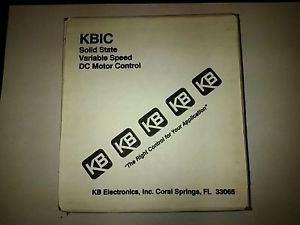 KBIC
Solid State
Variable Speed
DC Motor Control
KB KB KB KB KB
"The Right Control for Your Application"
KB Electronics, Inc. Coral Springs, FL 33065